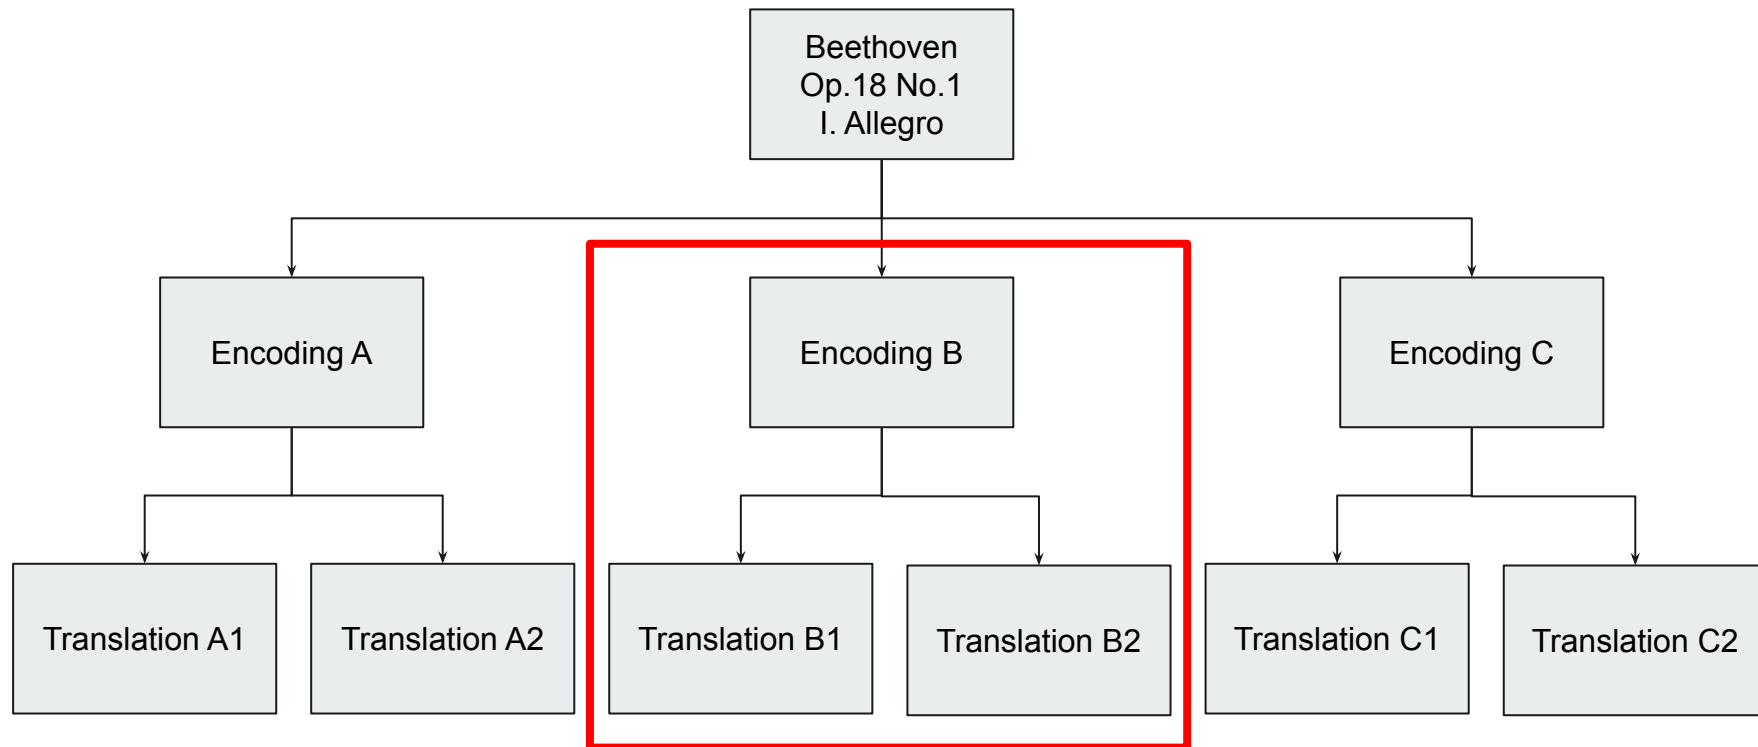 Beethoven
Op.18 No.1
I. Allegro
Encoding A
Encoding B
Encoding C
Translation A1
Translation A2
Translation B1
Translation B2
Translation C1
Translation C2